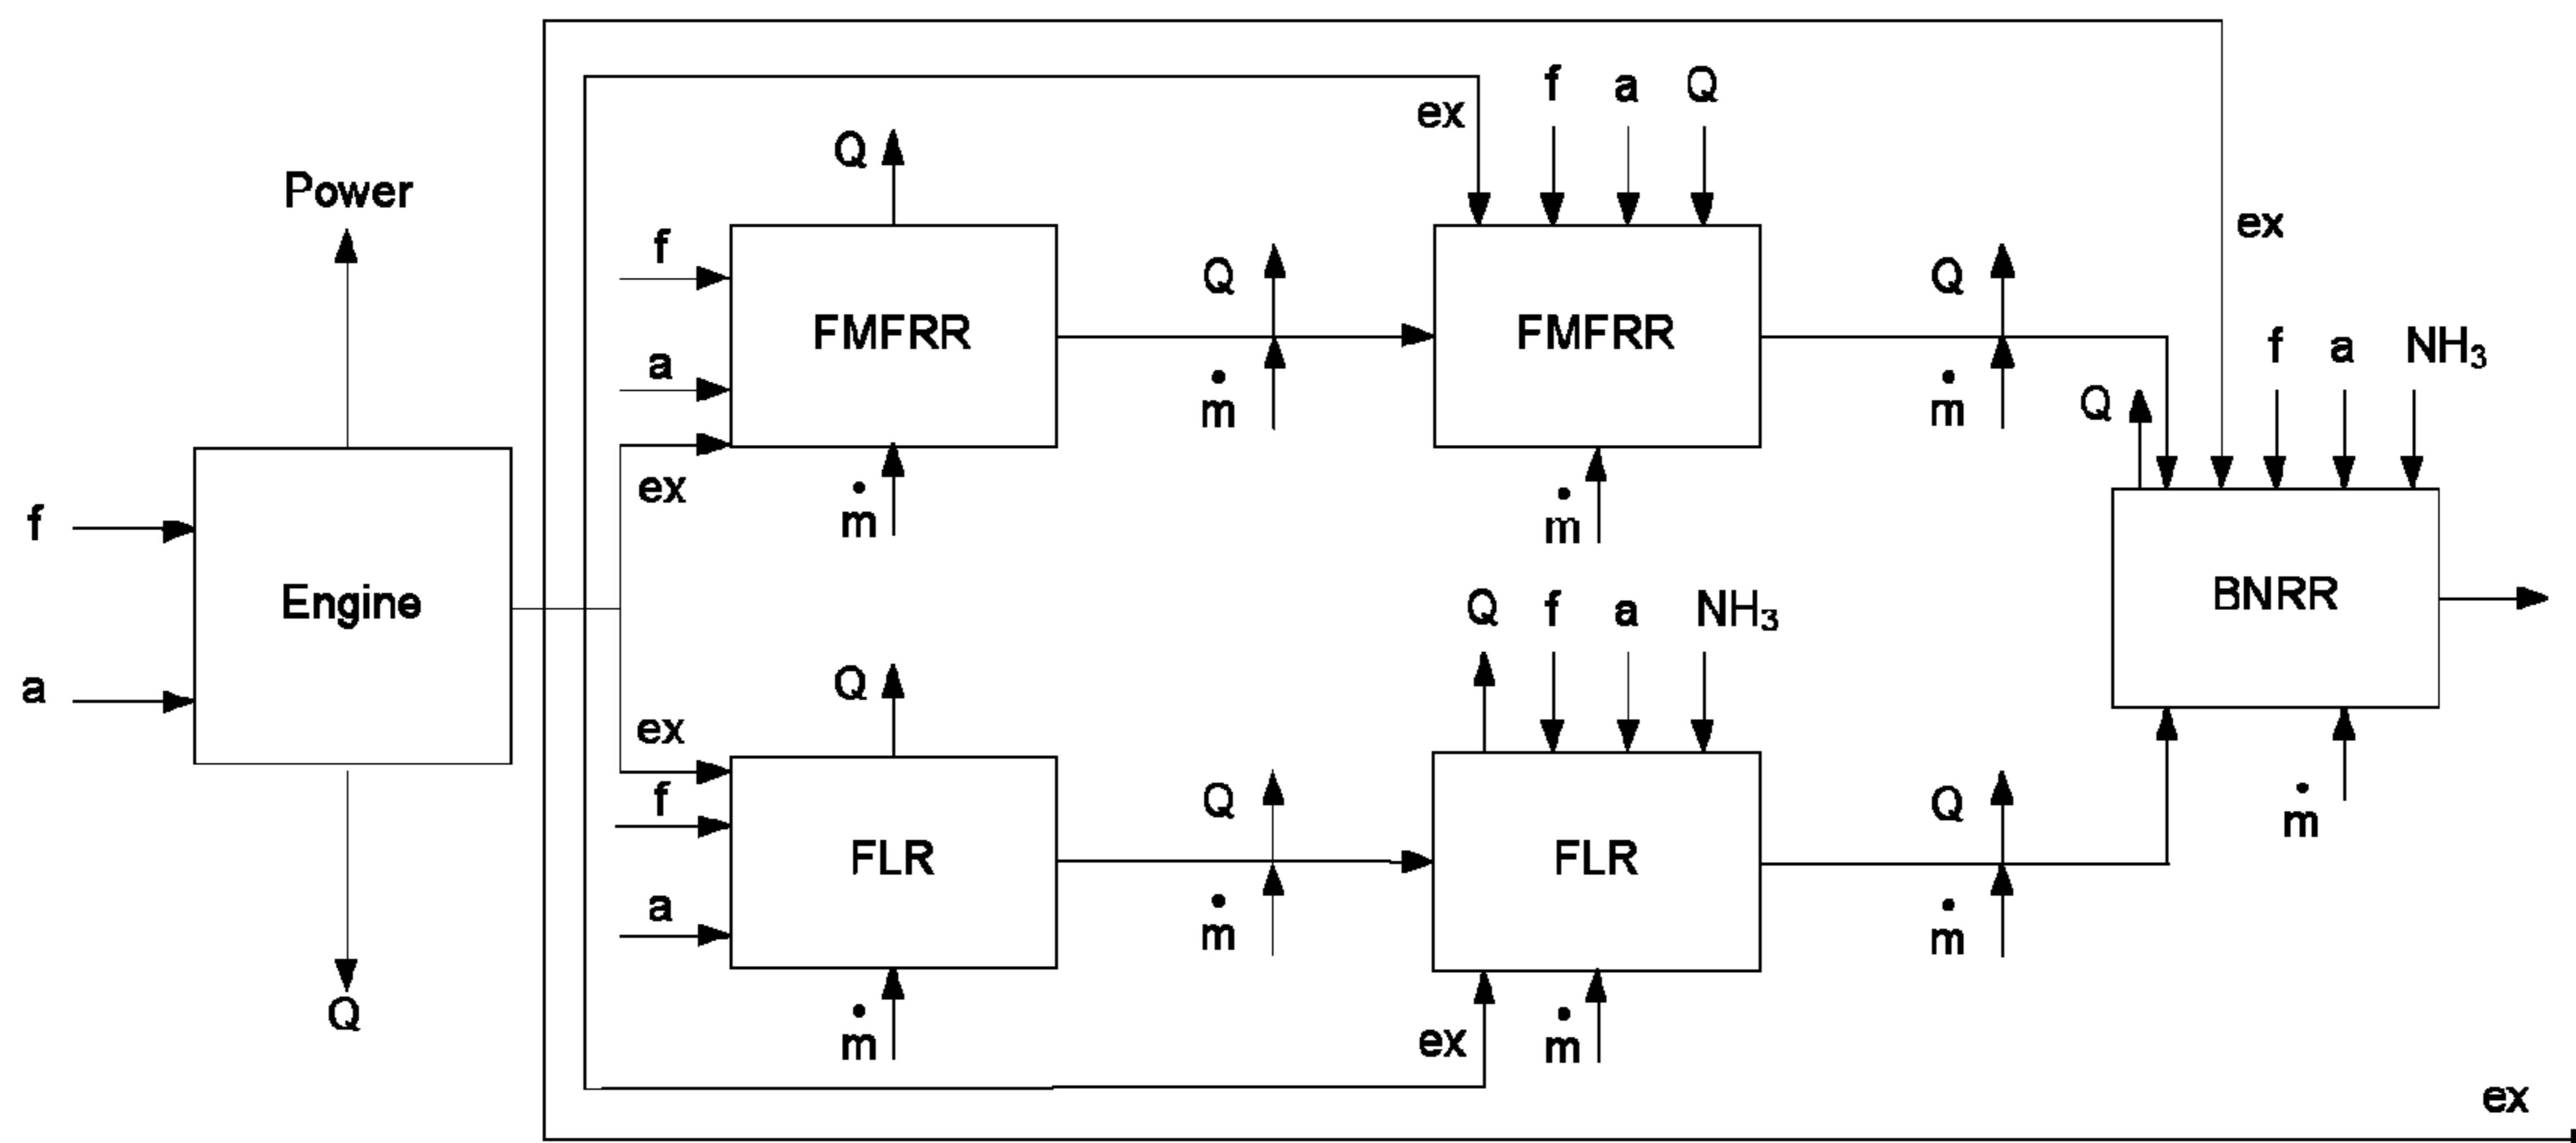 f a Q
ex
Q
Power
ex
f
Q
Q
FMFRR
FMFRR
f a NH₃
a
ṁ
ṁ
Q
ex
ṁ
ṁ
f
Engine
BNRR
Q f a NH₃
a
Q
ex
f
Q
Q
ṁ
FLR
FLR
a
ṁ
ṁ
Q
ṁ
ex
ṁ
ex